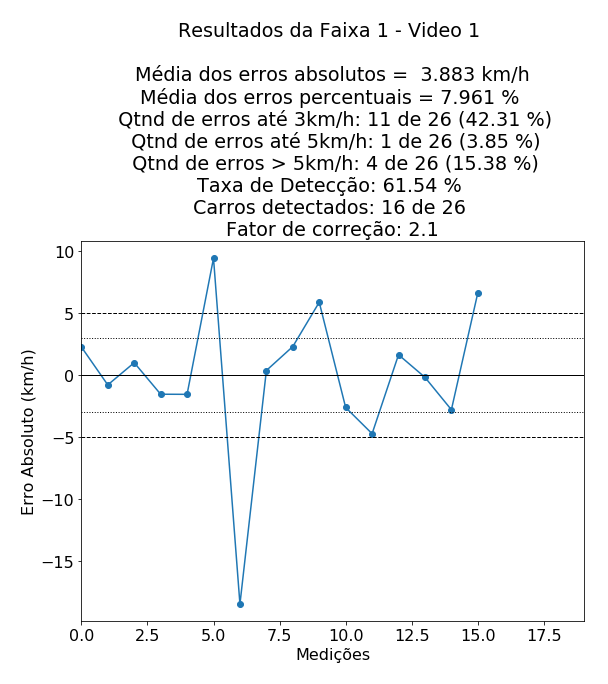 Resultados da Faixa 1 - Video 1
Média dos erros absolutos =  3.883 km/h
Média dos erros percentuais = 7.961 %
Qtnd de erros até 3km/h: 11 de 26 (42.31 %)
Qtnd de erros até 5km/h: 1 de 26 (3.85 %)
Qtnd de erros > 5km/h: 4 de 26 (15.38 %)
Taxa de Detecção: 61.54 %
Carros detectados: 16 de 26
Fator de correção: 2.1
10
5
0
−5
−10
−15
Erro Absoluto (km/h)
0.0 2.5 5.0 7.5 10.0 12.5 15.0 17.5
Medições